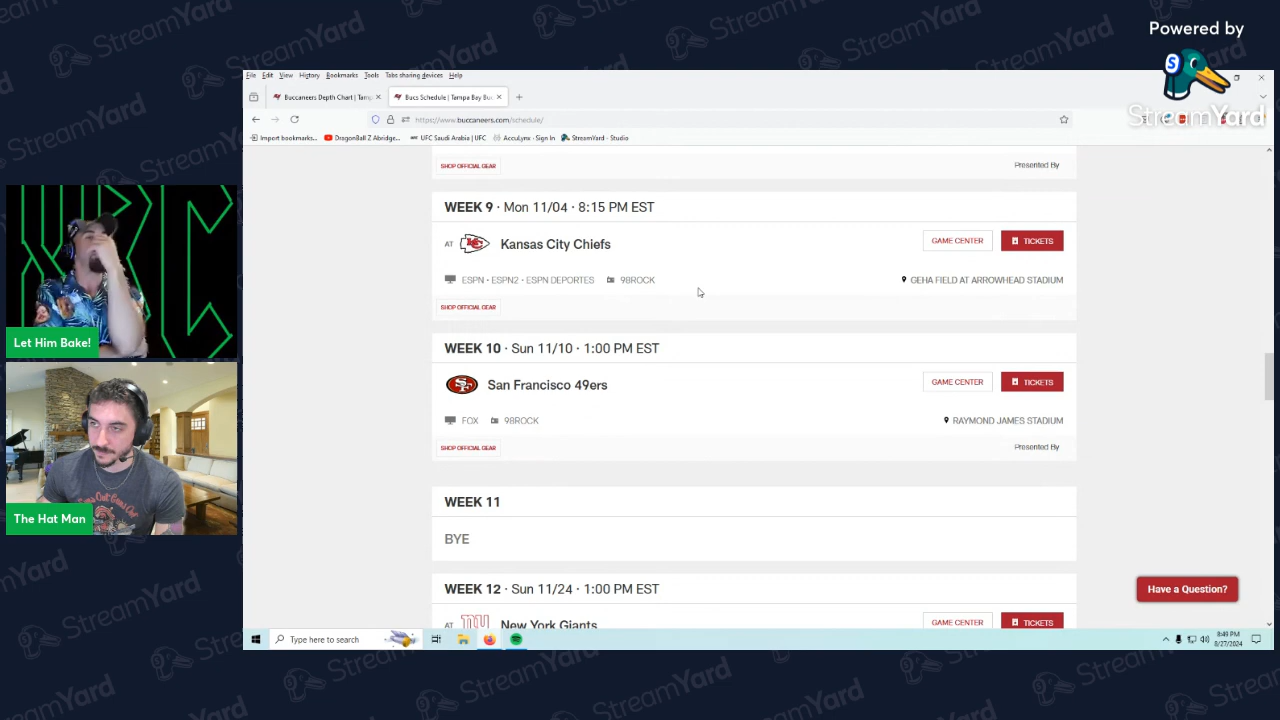 Powered by
StreamYard
File Edit View History Bookmarks Tools Tabs sharing devices Help
Buccaneers Depth Chart | Tamp
Bucs Schedule | Tampa Bay Buc
https://www.buccaneers.com/schedule/
Import bookmarks...
DragonBall Z Abridge...
UFC Saudi Arabia | UFC
AccuLynx - Sign In
StreamYard - Studio
SHOP OFFICIAL GEAR
Presented By
WEEK 9 · Mon 11/04 · 8:15 PM EST
AT Kansas City Chiefs
GAME CENTER
TICKETS
ESPN • ESPN2 • ESPN DEPORTES
98ROCK
GEHA FIELD AT ARROWHEAD STADIUM
SHOP OFFICIAL GEAR
WEEK 10 · Sun 11/10 · 1:00 PM EST
San Francisco 49ers
GAME CENTER
TICKETS
FOX
98ROCK
RAYMOND JAMES STADIUM
SHOP OFFICIAL GEAR
Presented By
WEEK 11
BYE
WEEK 12 · Sun 11/24 · 1:00 PM EST
AT New York Giants
GAME CENTER
TICKETS
Have a Question?
Let Him Bake!
The Hat Man
Type here to search
8:49 PM
8/27/2024